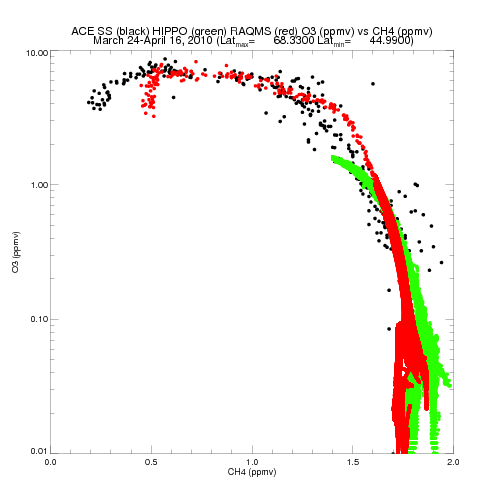 ACE SS (black) HIPPO (green) RAQMS (red) O3 (ppmv) vs CH4 (ppmv)
March 24-April 16, 2010 (Latmax= 68.3300 Latmin= 44.9900)
10.00
1.00
0.10
0.01
O3 (ppmv)
0.0 0.5 1.0 1.5 2.0
CH4 (ppmv)